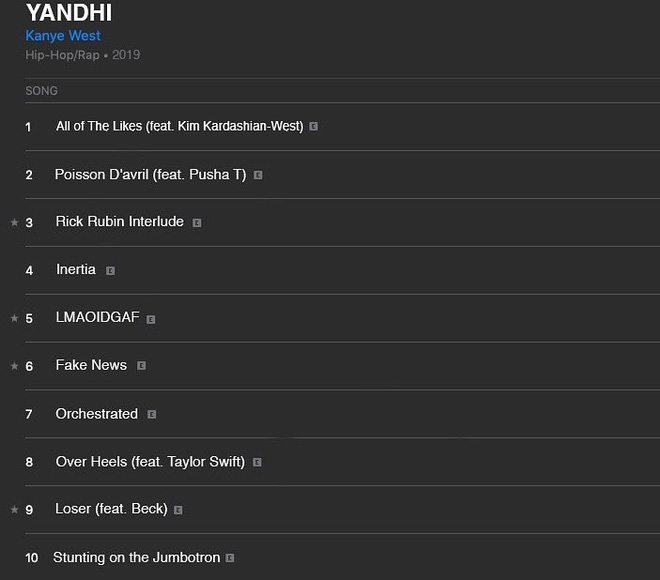 YANDHI
Kanye West
Hip-Hop/Rap • 2019
SONG
1 All of The Likes (feat. Kim Kardashian-West) E
2 Poisson D'avril (feat. Pusha T) E
★ 3 Rick Rubin Interlude E
4 Inertia E
★ 5 LMAOIDGAF E
★ 6 Fake News E
7 Orchestrated E
8 Over Heels (feat. Taylor Swift) E
★ 9 Loser (feat. Beck) E
10 Stunting on the Jumbotron E